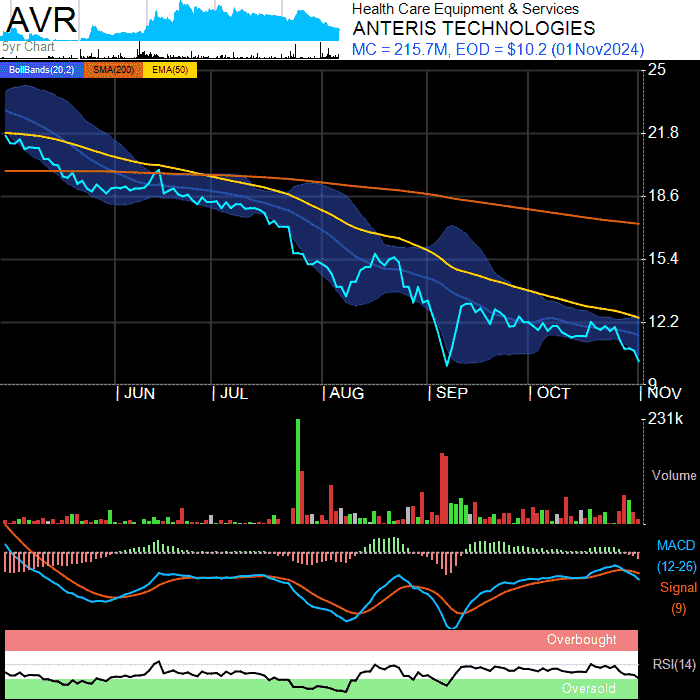 AVR
5yr Chart
Health Care Equipment & Services
ANTERIS TECHNOLOGIES
MC = 215.7M, EOD = $10.2 (01Nov2024)
BollBands(20,2) SMA(200) EMA(50)
25
21.8
18.6
15.4
12.2
9
JUN JUL AUG SEP OCT NOV
231k
Volume
MACD
(12-26)
Signal
(9)
Overbought
RSI(14)
Oversold